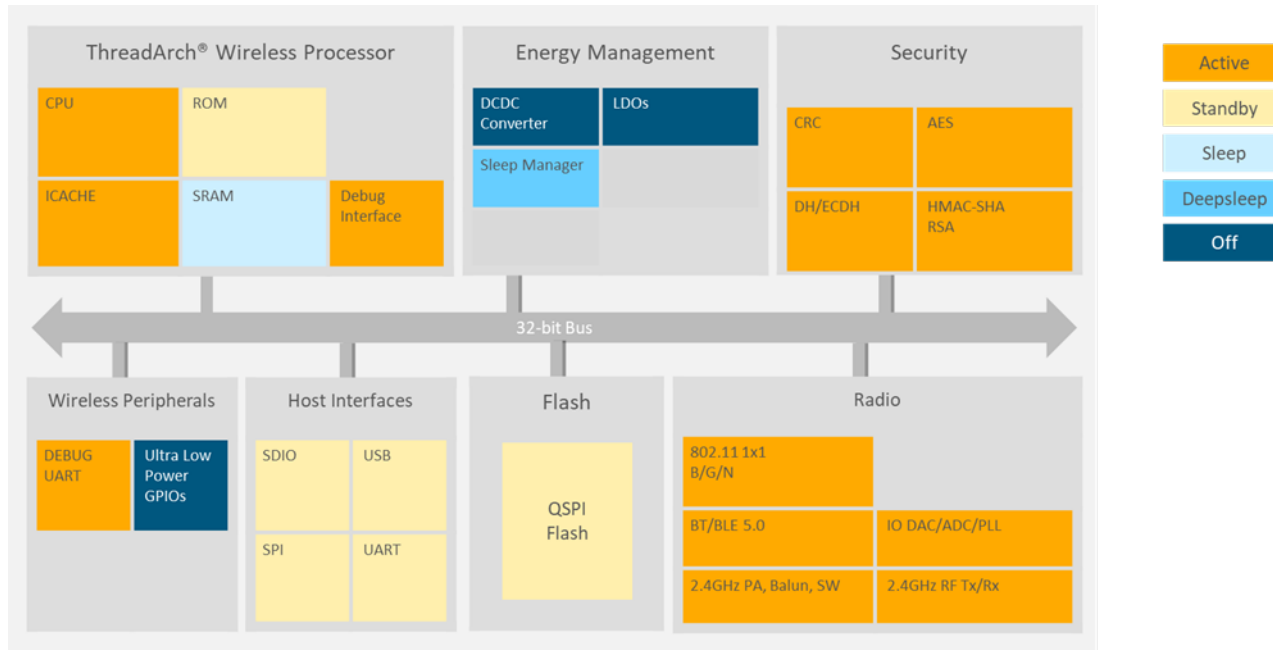 ThreadArch® Wireless Processor
CPU
ROM
ICACHE
SRAM
Debug
Interface
Energy Management
DCDC
Converter
LDOs
Sleep Manager
Security
CRC
AES
DH/ECDH
HMAC-SHA
RSA
Active
Standby
Sleep
Deepsleep
Off
32-bit Bus
Wireless Peripherals
DEBUG
UART
Ultra Low
Power
GPIOs
Host Interfaces
SDIO
USB
SPI
UART
Flash
QSPI
Flash
Radio
802.11 1x1
B/G/N
BT/BLE 5.0
IO DAC/ADC/PLL
2.4GHz PA, Balun, SW
2.4GHz RF Tx/Rx